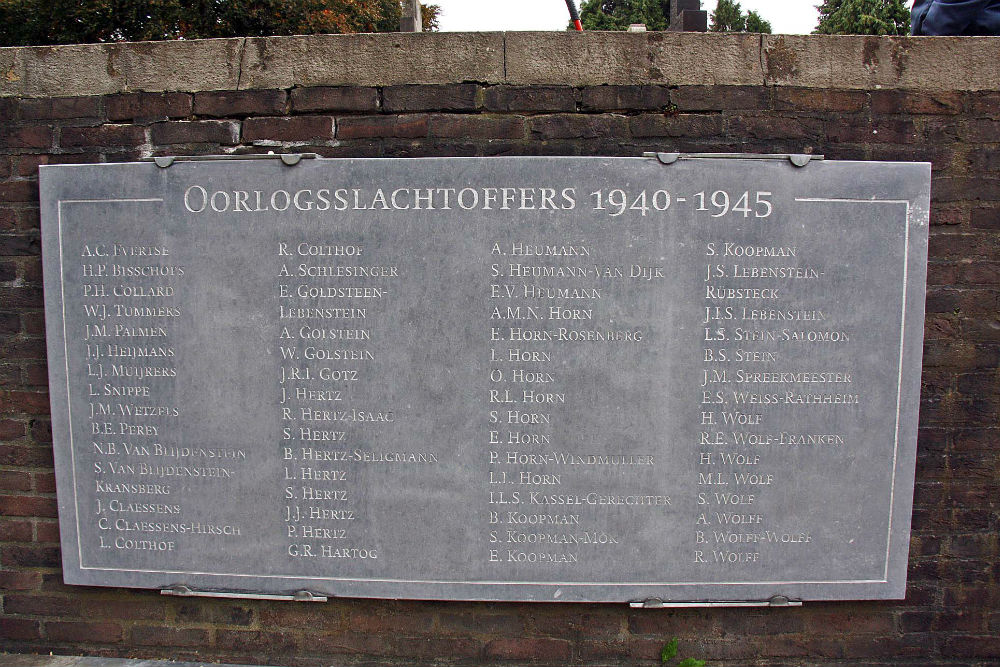 OORLOGSSLACHTOFFERS 1940 - 1945
A.C. EVERTSE
H.P. BISSCHOPS
P.H. COLLARD
W.J. TUMMERS
J.M. PALMEN
J.J. HEIJMANS
L.J. MUIJRERS
L. SNIPPE
J.M. WETZELS
B.E. PEREY
N.B. VAN BLIJDENSTEIN
S. VAN BLIJDENSTEIN-
KRANSBERG
J. CLAESSENS
C. CLAESSENS-HIRSCH
L. COLTHOF
R. COLTHOF
A. SCHLESINGER
E. GOLDSTEEN-
LEBENSTEIN
A. GOLSTEIN
W. GOLSTEIN
J.R.I. GOTZ
J. HERTZ
R. HERTZ-ISAAC
S. HERTZ
B. HERTZ-SELIGMANN
L. HERTZ
S. HERTZ
J.J. HERTZ
P. HERTZ
G.R. HARTOG
A. HEUMANN
S. HEUMANN-VAN DIJK
E.V. HEUMANN
A.M.N. HORN
E. HORN-ROSENBERG
I. HORN
O. HORN
R.L. HORN
S. HORN
E. HORN
P. HORN-WINDMULLER
L.L. HORN
I.L.S. KASSEL-GERECHTER
B. KOOPMAN
S. KOOPMAN-MOK
E. KOOPMAN
S. KOOPMAN
J.S. LEBENSTEIN-
RÜBSTECK
J.I.S. LEBENSTEIN
L.S. STEIN-SALOMON
B.S. STEIN
J.M. SPREEKMEESTER
E.S. WEISS-RATHHEIM
H. WOLF
R.E. WOLF-FRANKEN
H. WOLF
M.L. WOLF
S. WOLF
A. WOLFF
B. WOLFF-WOLFF
R. WOLFF